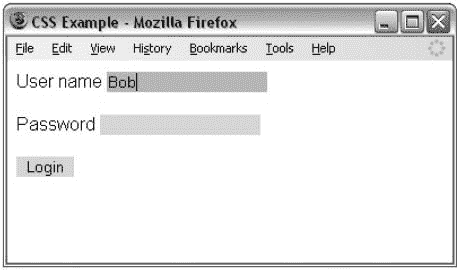 CSS Example - Mozilla Firefox
File Edit View History Bookmarks Tools Help
User name Bob
Password
Login